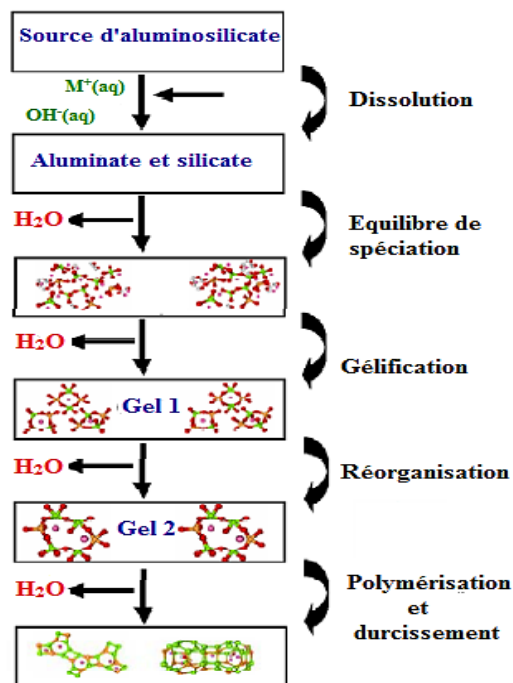 Source d'aluminosilicate
M+(aq)
OH-(aq)
Dissolution
Aluminate et silicate
H2O
Equilibre de
spéciation
H2O
Gélification
Gel 1
H2O
Réorganisation
Gel 2
H2O
Polymérisation
et
durcissement